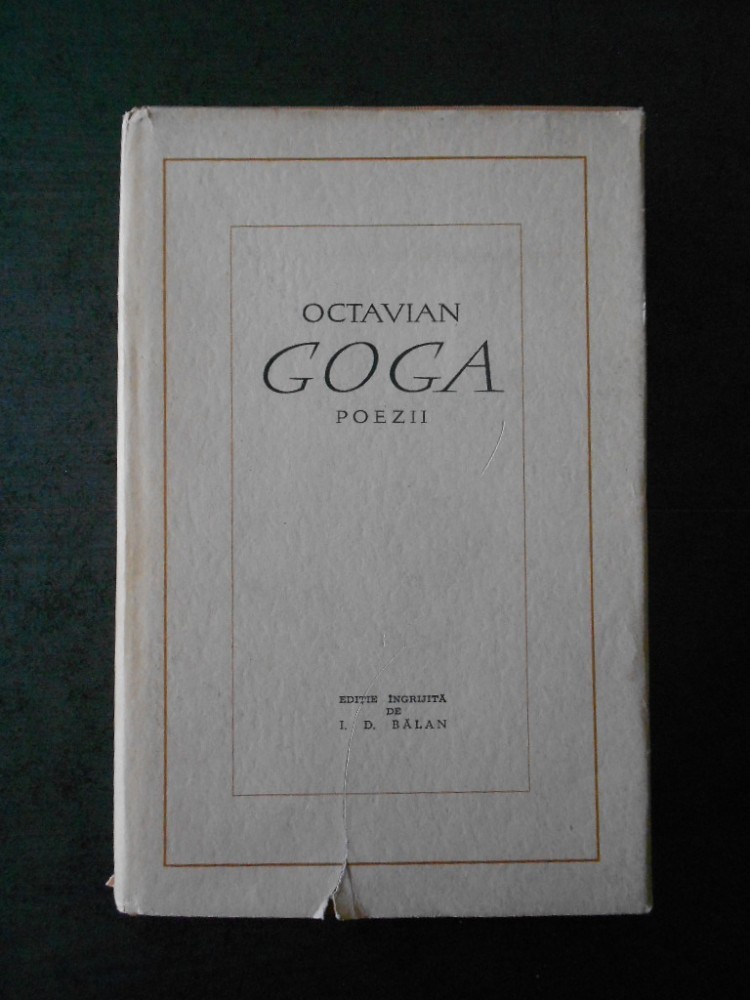 OCTAVIAN
GOGA
POEZII
EDIȚIE ÎNGRIJITĂ
DE
I. D. BĂLAN